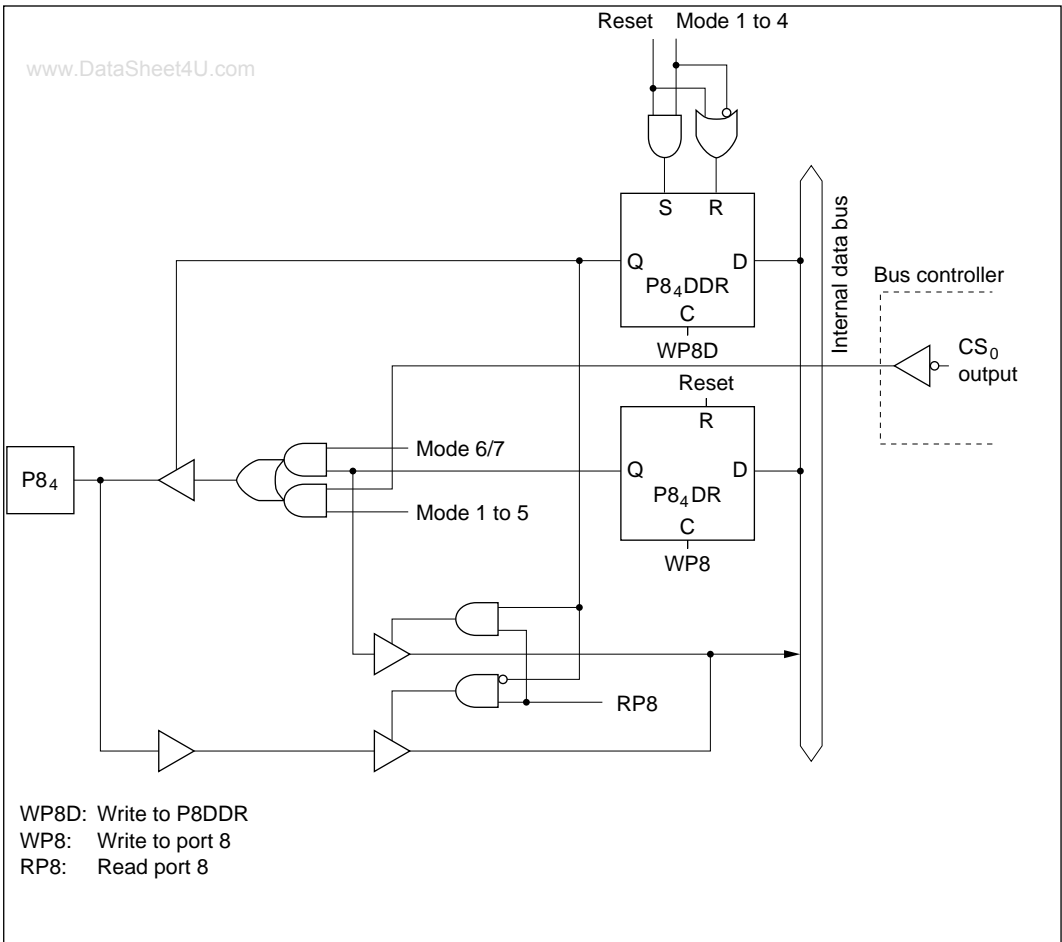 Reset Mode 1 to 4
www.DataSheet4U.com
S R
Q D
P8₄DDR
C
WP8D
Internal data bus
Bus controller
CS₀
output
Reset
R
Mode 6/7
Q D
P8₄
P8₄DR
Mode 1 to 5
C
WP8
RP8
WP8D: Write to P8DDR
WP8: Write to port 8
RP8: Read port 8